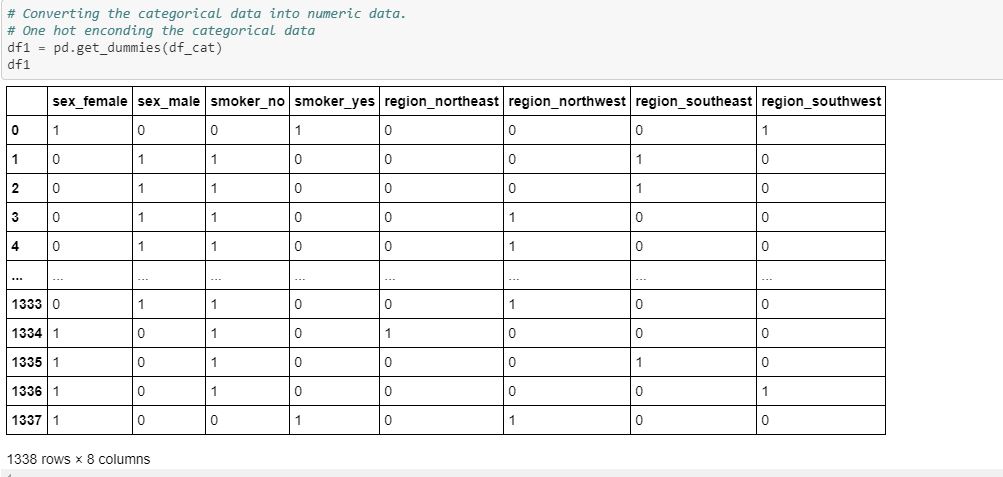 # Converting the categorical data into numeric data.
# One hot enconding the categorical data
df1 = pd.get_dummies(df_cat)
df1
sex_female sex_male smoker_no smoker_yes region_northeast region_northwest region_southeast region_southwest
0 1 0 0 1 0 0 0 1
1 0 1 1 0 0 0 1 0
2 0 1 1 0 0 0 1 0
3 0 1 1 0 0 1 0 0
4 0 1 1 0 0 1 0 0
... ... ... ... ... ... ... ... ...
1333 0 1 1 0 0 1 0 0
1334 1 0 1 0 1 0 0 0
1335 1 0 1 0 0 0 1 0
1336 1 0 1 0 0 0 0 1
1337 1 0 0 1 0 1 0 0
1338 rows × 8 columns